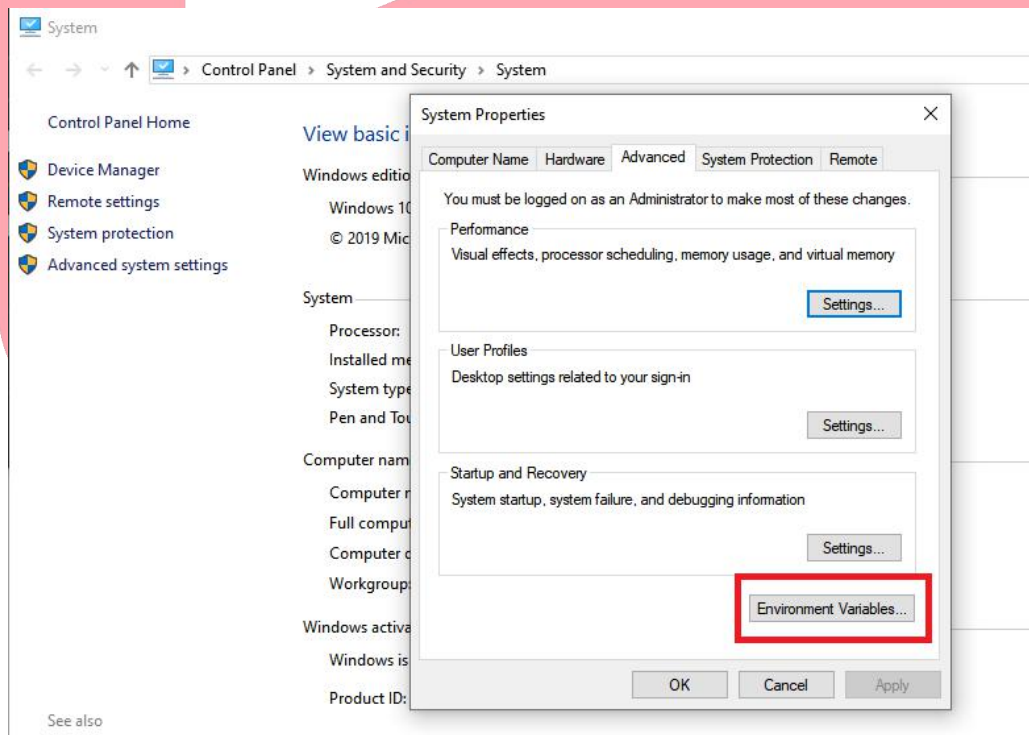 System
Control Panel > System and Security > System
Control Panel Home
Device Manager
Remote settings
System protection
Advanced system settings
See also
View basic i
Windows editio
Windows 10
© 2019 Mic
System
Processor:
Installed me
System type
Pen and Tou
Computer nam
Computer r
Full comput
Computer d
Workgroup:
Windows activa
Windows is
Product ID:
System Properties
Computer Name Hardware Advanced System Protection Remote
You must be logged on as an Administrator to make most of these changes.
Performance
Visual effects, processor scheduling, memory usage, and virtual memory
Settings...
User Profiles
Desktop settings related to your sign-in
Settings...
Startup and Recovery
System startup, system failure, and debugging information
Settings...
Environment Variables...
OK Cancel Apply